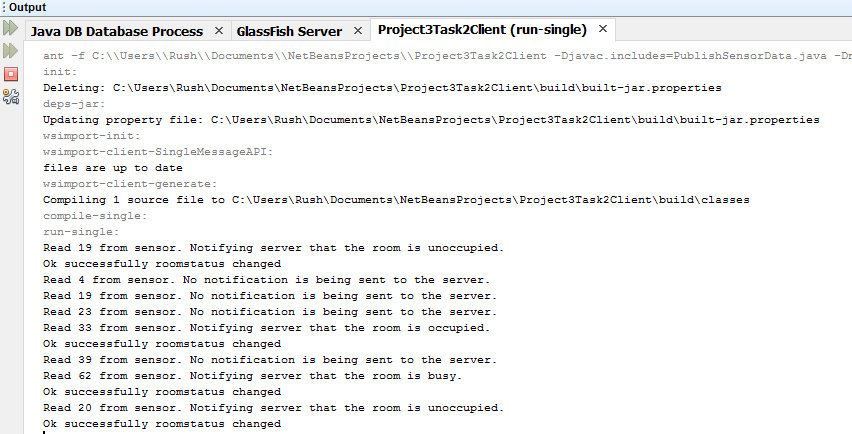 Output
Java DB Database Process × GlassFish Server × Project3Task2Client (run-single) ×
ant -f C:\\Users\\Rush\\Documents\\NetBeansProjects\\Project3Task2Client -Djavac.includes=PublishSensorData.java -Dr
init:
Deleting: C:\Users\Rush\Documents\NetBeansProjects\Project3Task2Client\build\built-jar.properties
deps-jar:
Updating property file: C:\Users\Rush\Documents\NetBeansProjects\Project3Task2Client\build\built-jar.properties
wsimport-init:
wsimport-client-SingleMessageAPI:
files are up to date
wsimport-client-generate:
Compiling 1 source file to C:\Users\Rush\Documents\NetBeansProjects\Project3Task2Client\build\classes
compile-single:
run-single:
Read 19 from sensor. Notifying server that the room is unoccupied.
Ok successfully roomstatus changed
Read 4 from sensor. No notification is being sent to the server.
Read 19 from sensor. No notification is being sent to the server.
Read 23 from sensor. No notification is being sent to the server.
Read 33 from sensor. Notifying server that the room is occupied.
Ok successfully roomstatus changed
Read 39 from sensor. No notification is being sent to the server.
Read 62 from sensor. Notifying server that the room is busy.
Ok successfully roomstatus changed
Read 20 from sensor. Notifying server that the room is unoccupied.
Ok successfully roomstatus changed